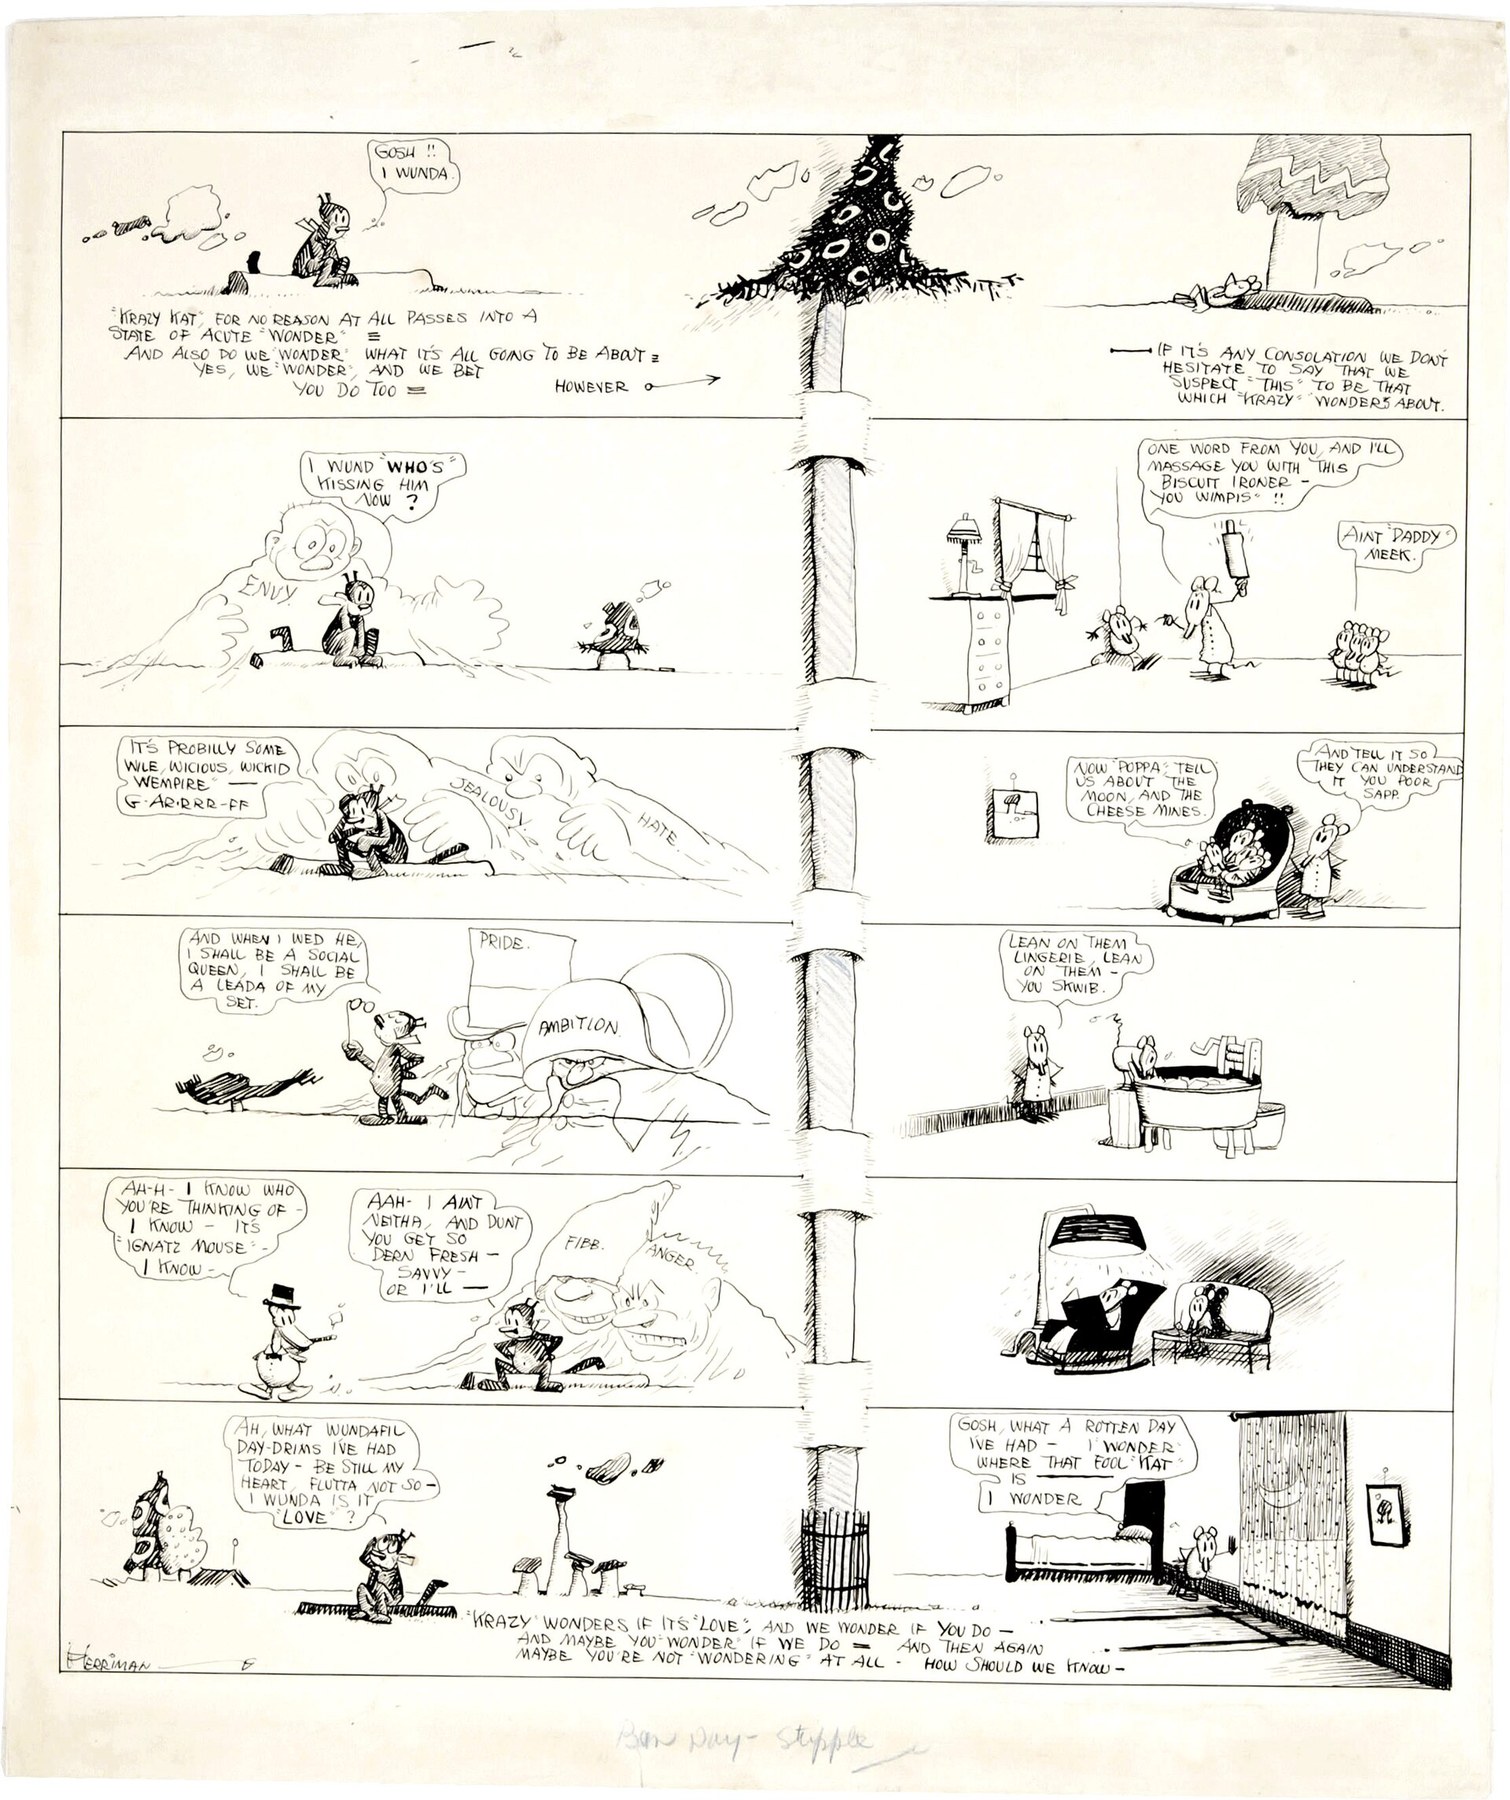 GOSH !!
I WUNDA.
"KRAZY KAT", FOR NO REASON AT ALL PASSES INTO A
STATE OF ACUTE "WONDER" =
AND ALSO DO WE "WONDER" WHAT IT'S ALL GOING TO BE ABOUT =
YES, WE "WONDER", AND WE BET
YOU DO TOO =
HOWEVER
IF IT'S ANY CONSOLATION WE DON'T
HESITATE TO SAY THAT WE
SUSPECT "THIS" TO BE THAT
WHICH "KRAZY" WONDERS ABOUT.
I WUND "WHO'S"
KISSING HIM
NOW ?
ENVY.
ONE WORD FROM YOU, AND I'LL
MASSAGE YOU WITH THIS
BISCUIT IRONER -
YOU WIMPIS" !!
AINT "DADDY"
MEEK.
IT'S PROBILLY SOME
WILE, WICIOUS, WICKID
WEMPIRE" —
G-AR-RRR-FF
JEALOUSY.
HATE.
NOW "POPPA" TELL
US ABOUT THE
MOON, AND THE
CHEESE MINES.
AND TELL IT SO
THEY CAN UNDERSTAND
IT YOU POOR
SAPP.
AND WHEN I WED HE,
I SHALL BE A SOCIAL
QUEEN, I SHALL BE
A LEADA OF MY
SET.
PRIDE.
AMBITION.
LEAN ON THEM
LINGERIE, LEAN
ON THEM -
YOU SKWIB.
AH-H- I KNOW WHO
YOU'RE THINKING OF -
I KNOW - IT'S
"IGNATZ MOUSE" -
I KNOW -
AAH- I AINT
NEITHA, AND DUNT
YOU GET SO
DERN FRESH -
SAVVY -
OR I'LL —
FIBB.
ANGER.
AH, WHAT WUNDAFIL
DAY-DRIMS I'VE HAD
TODAY - BE STILL MY
HEART, FLUTTA NOT SO -
I WUNDA IS IT
"LOVE" ?
GOSH, WHAT A ROTTEN DAY
I'VE HAD - I "WONDER"
WHERE THAT FOOL "KAT"
IS —
I WONDER
"KRAZY" WONDERS IF IT'S "LOVE", AND WE WONDER IF YOU DO -
AND MAYBE YOU "WONDER" IF WE DO = AND THEN AGAIN
MAYBE YOU'RE NOT "WONDERING" AT ALL - HOW SHOULD WE KNOW -
HERRIMAN
Ben Day - Stipple